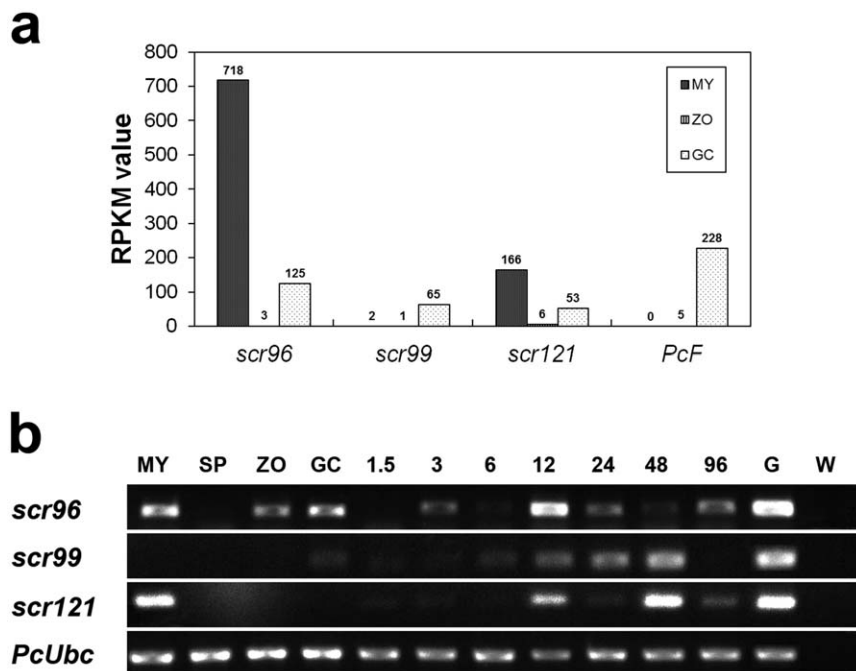 a
RPKM value
800
700
600
500
400
300
200
100
0
718
3
125
2
1
65
166
6
53
0
5
228
MY
ZO
GC
scr96 scr99 scr121 PcF
b
MY SP ZO GC 1.5 3 6 12 24 48 96 G W
scr96
scr99
scr121
PcUbc